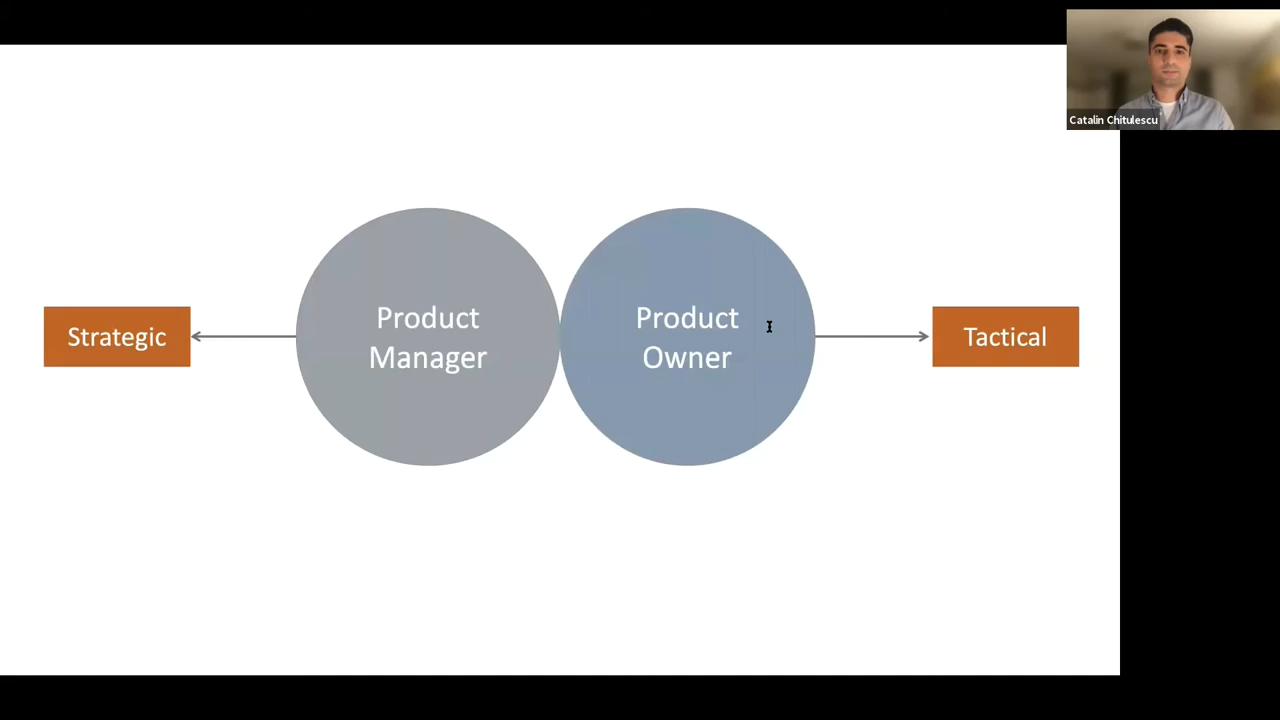 Catalin Chitulescu
Product
Manager
Product
Owner
Strategic
Tactical